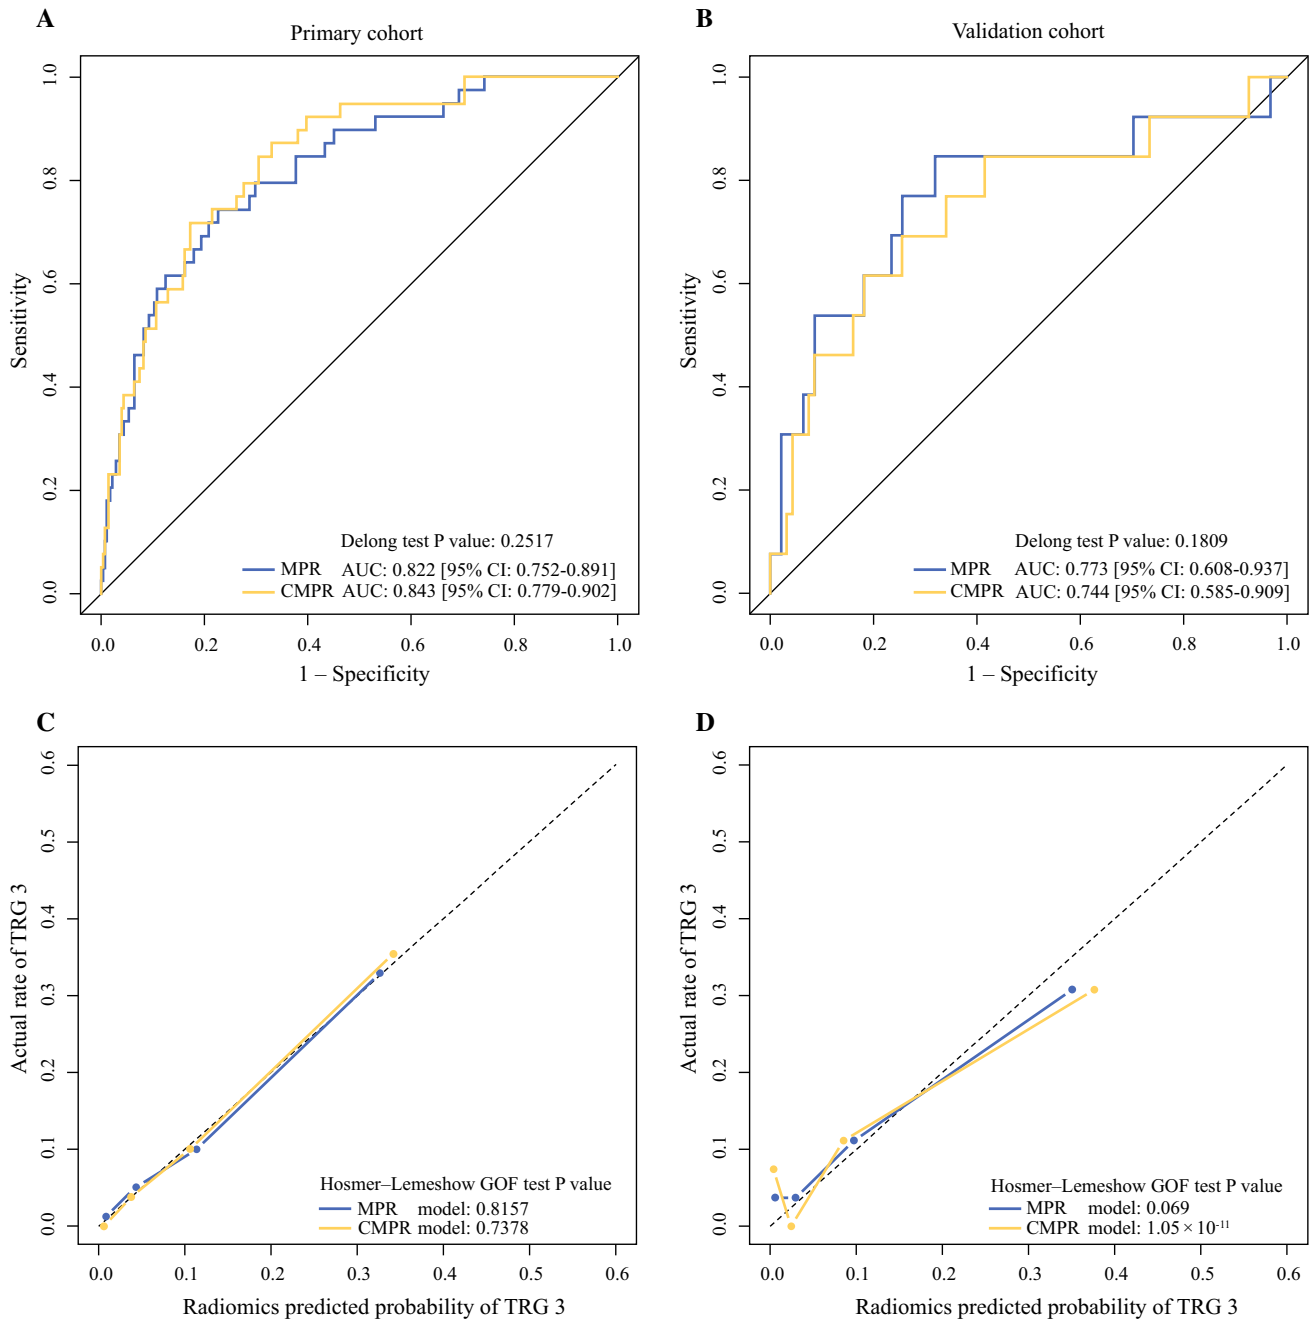 A
Primary cohort
Sensitivity
1.0
0.8
0.6
0.4
0.2
0.0
Delong test P value: 0.2517
MPR AUC: 0.822 [95% CI: 0.752-0.891]
CMPR AUC: 0.843 [95% CI: 0.779-0.902]
0.0 0.2 0.4 0.6 0.8 1.0
1 – Specificity
B
Validation cohort
Sensitivity
1.0
0.8
0.6
0.4
0.2
0.0
Delong test P value: 0.1809
MPR AUC: 0.773 [95% CI: 0.608-0.937]
CMPR AUC: 0.744 [95% CI: 0.585-0.909]
0.0 0.2 0.4 0.6 0.8 1.0
1 – Specificity
C
Actual rate of TRG 3
0.6
0.5
0.4
0.3
0.2
0.1
0.0
Hosmer–Lemeshow GOF test P value
MPR model: 0.8157
CMPR model: 0.7378
0.0 0.1 0.2 0.3 0.4 0.5 0.6
Radiomics predicted probability of TRG 3
D
Actual rate of TRG 3
0.6
0.5
0.4
0.3
0.2
0.1
0.0
Hosmer–Lemeshow GOF test P value
MPR model: 0.069
CMPR model: 1.05 × 10⁻¹¹
0.0 0.1 0.2 0.3 0.4 0.5 0.6
Radiomics predicted probability of TRG 3